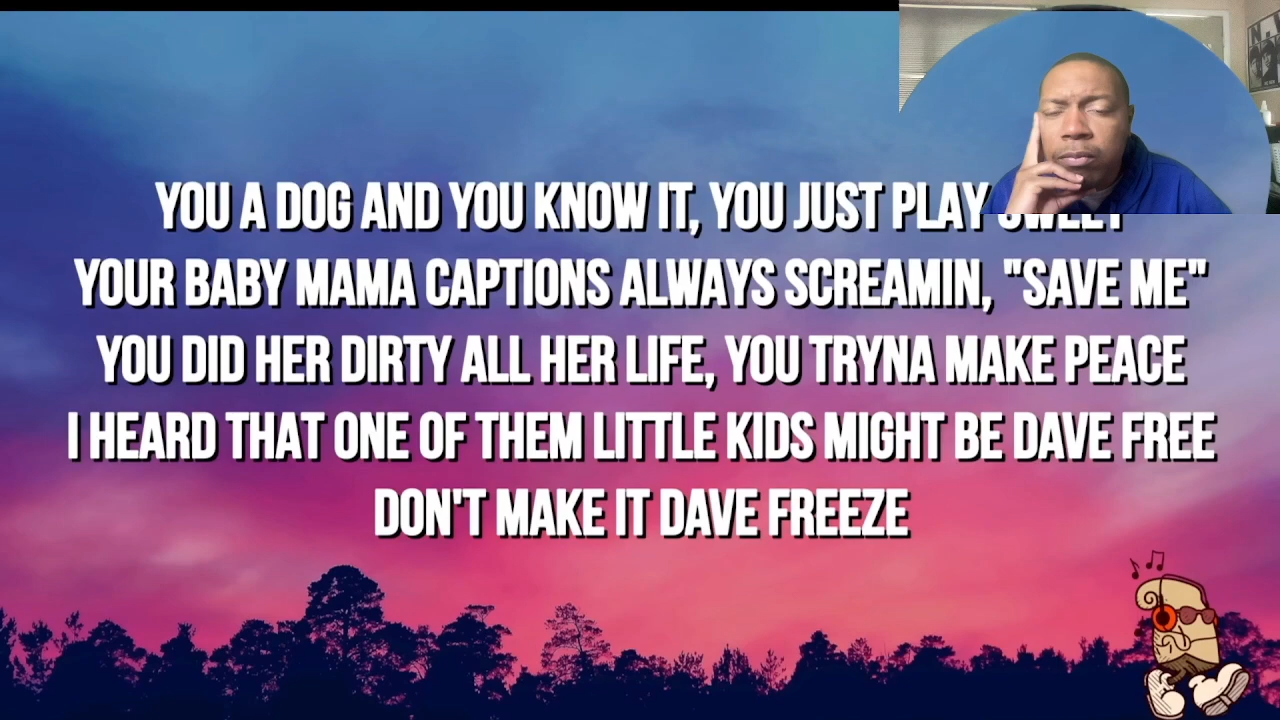 YOU A DOG AND YOU KNOW IT, YOU JUST PLAY
YOUR BABY MAMA CAPTIONS ALWAYS SCREAMIN, "SAVE ME"
YOU DID HER DIRTY ALL HER LIFE, YOU TRYNA MAKE PEACE
I HEARD THAT ONE OF THEM LITTLE KIDS MIGHT BE DAVE FREE
DON'T MAKE IT DAVE FREEZE